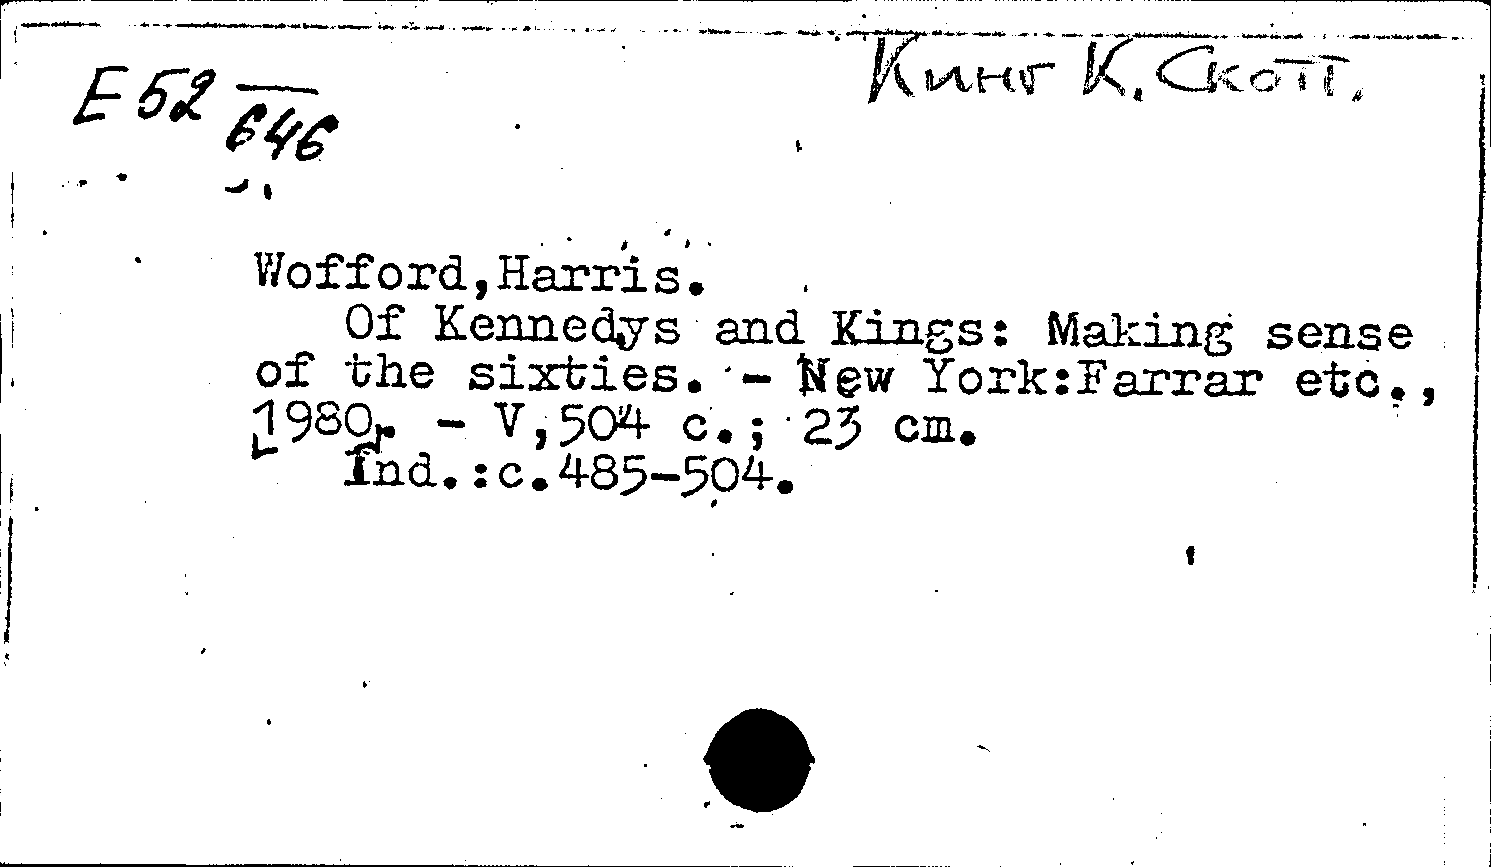 Кинг К. Скотт.
E 52
646
Wofford,Harris.
Of Kennedys and Kings: Making sense
of the sixties. - New York:Farrar etc.,
[1980]. - V,504 c.; 23 cm.
Ind.:c.485-504.